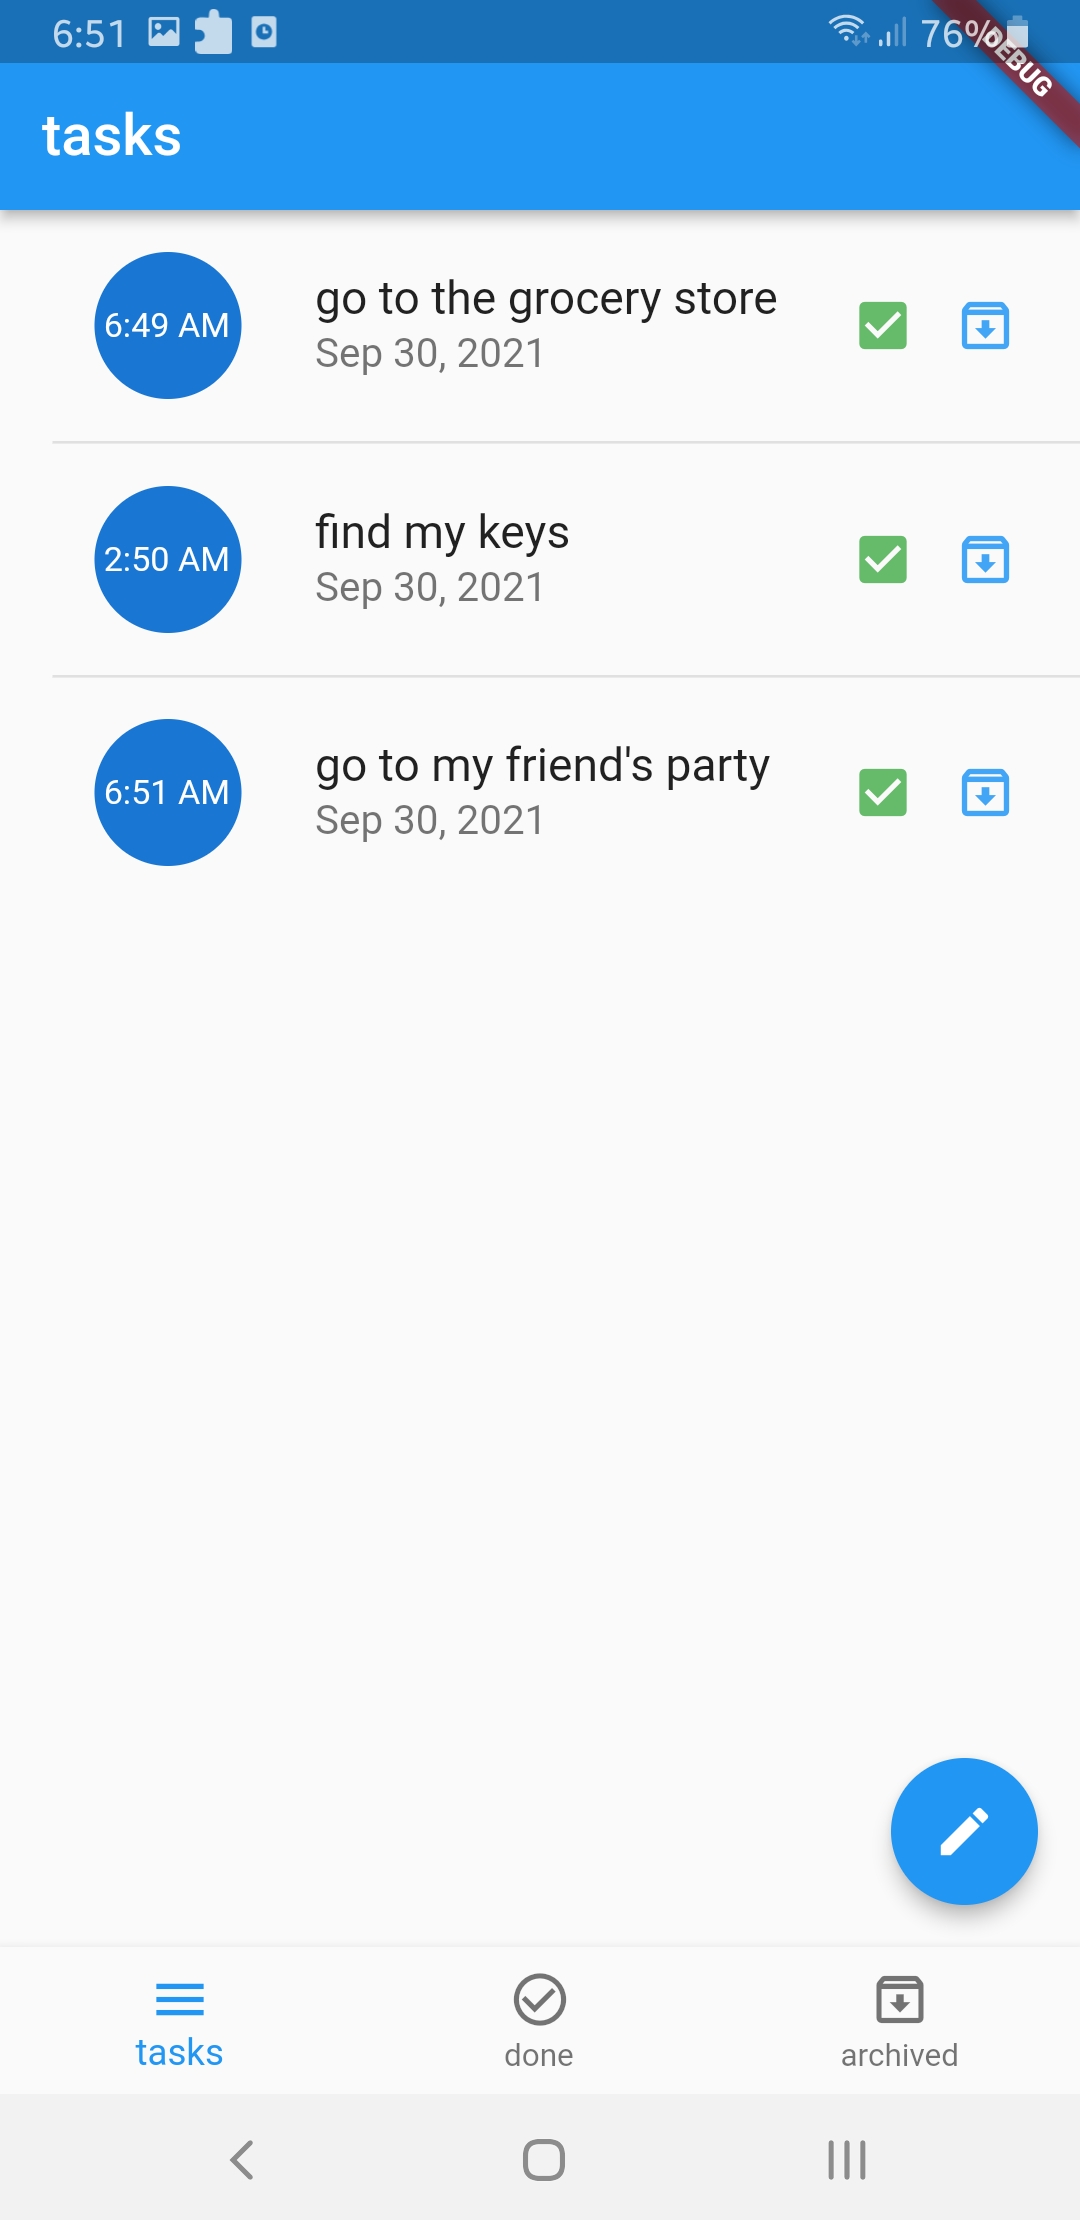 6:51 76%
DEBUG
tasks
6:49 AM
go to the grocery store
Sep 30, 2021
2:50 AM
find my keys
Sep 30, 2021
6:51 AM
go to my friend's party
Sep 30, 2021
tasks done archived